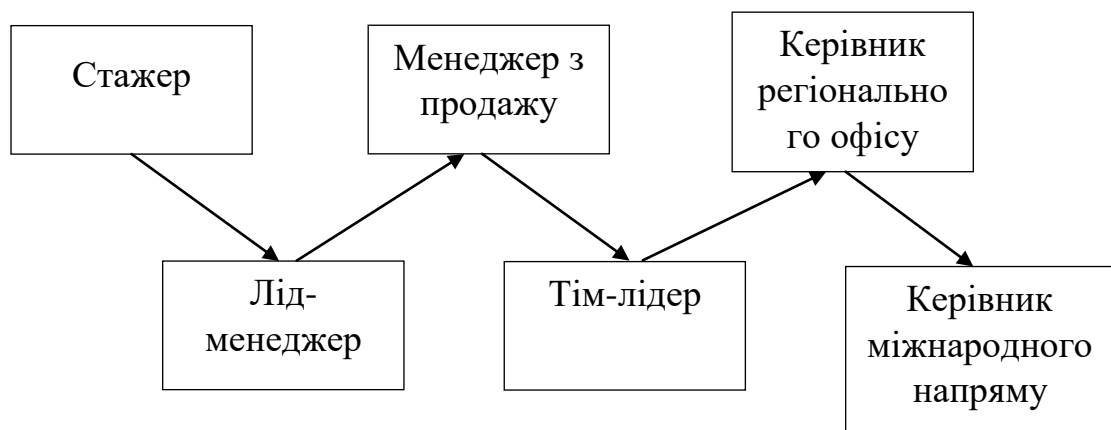 Стажер
Менеджер з
продажу
Керівник
регіонально
го офісу
Лід-
менеджер
Тім-лідер
Керівник
міжнародного
напряму